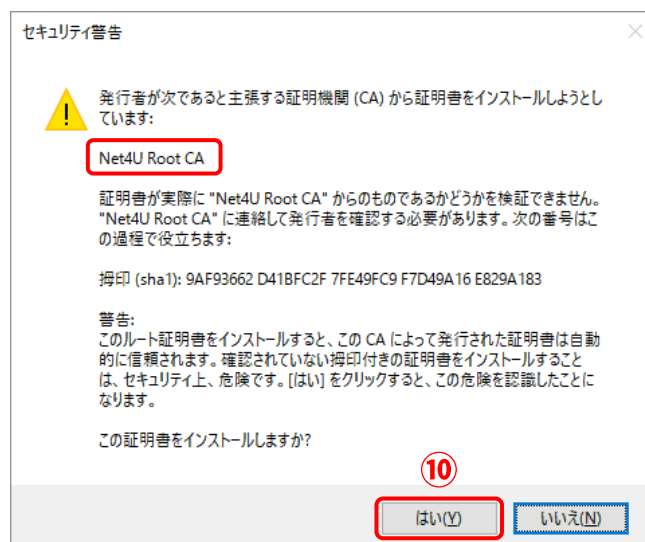 セキュリティ警告
発行者が次であると主張する証明機関 (CA) から証明書をインストールしようとし
ています:
Net4U Root CA
証明書が実際に "Net4U Root CA" からのものであるかどうかを検証できません。
"Net4U Root CA" に連絡して発行者を確認する必要があります。次の番号はこ
の過程で役立ちます:
拇印 (sha1): 9AF93662 D41BFC2F 7FE49FC9 F7D49A16 E829A183
警告:
このルート証明書をインストールすると、この CA によって発行された証明書は自動
的に信頼されます。確認されていない拇印付きの証明書をインストールすること
は、セキュリティ上、危険です。[はい] をクリックすると、この危険を認識したことに
なります。
この証明書をインストールしますか?
⑩
はい(Y) いいえ(N)